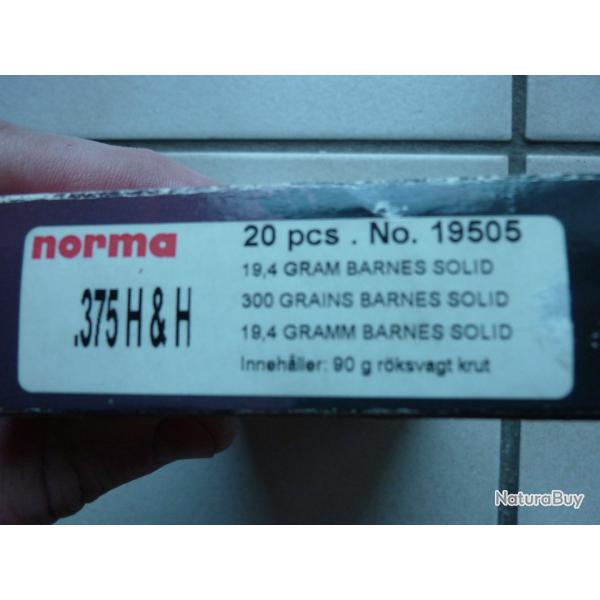 norma
.375 H & H
20 pcs . No. 19505
19,4 GRAM BARNES SOLID
300 GRAINS BARNES SOLID
19,4 GRAMM BARNES SOLID
Innehåller: 90 g röksvagt krut
NaturaBuy